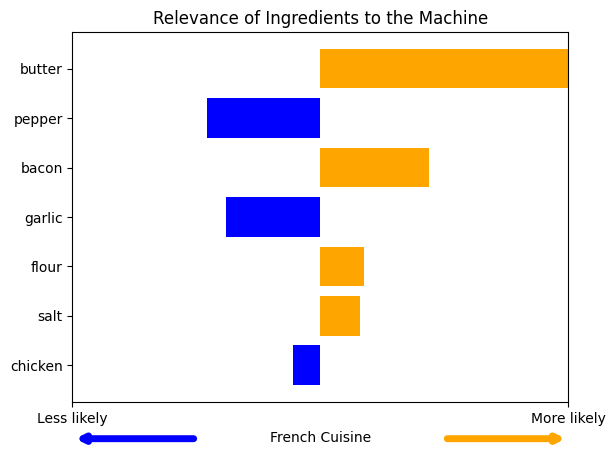 Relevance of Ingredients to the Machine
butter
pepper
bacon
garlic
flour
salt
chicken
Less likely
More likely
French Cuisine